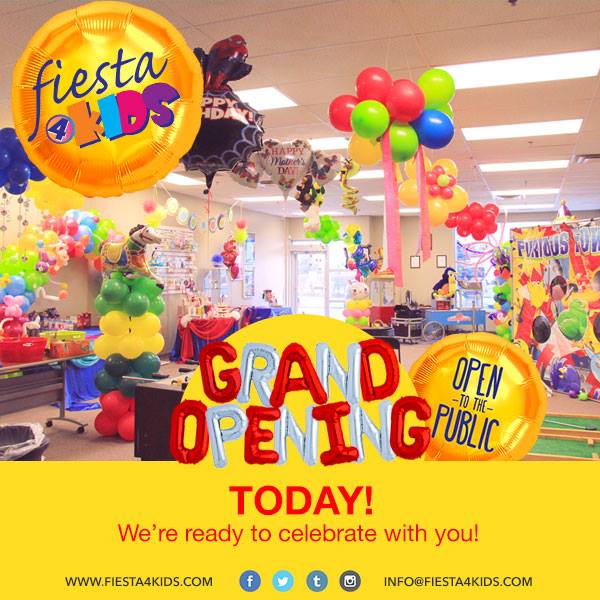 fiesta
4 KIDS
HAPPY
BIRTHDAY!
HAPPY
Mother's
DAY!
FURIOUS
GRAND
OPENING
OPEN
-TO THE-
PUBLIC
TODAY!
We're ready to celebrate with you!
WWW.FIESTA4KIDS.COM
INFO@FIESTA4KIDS.COM